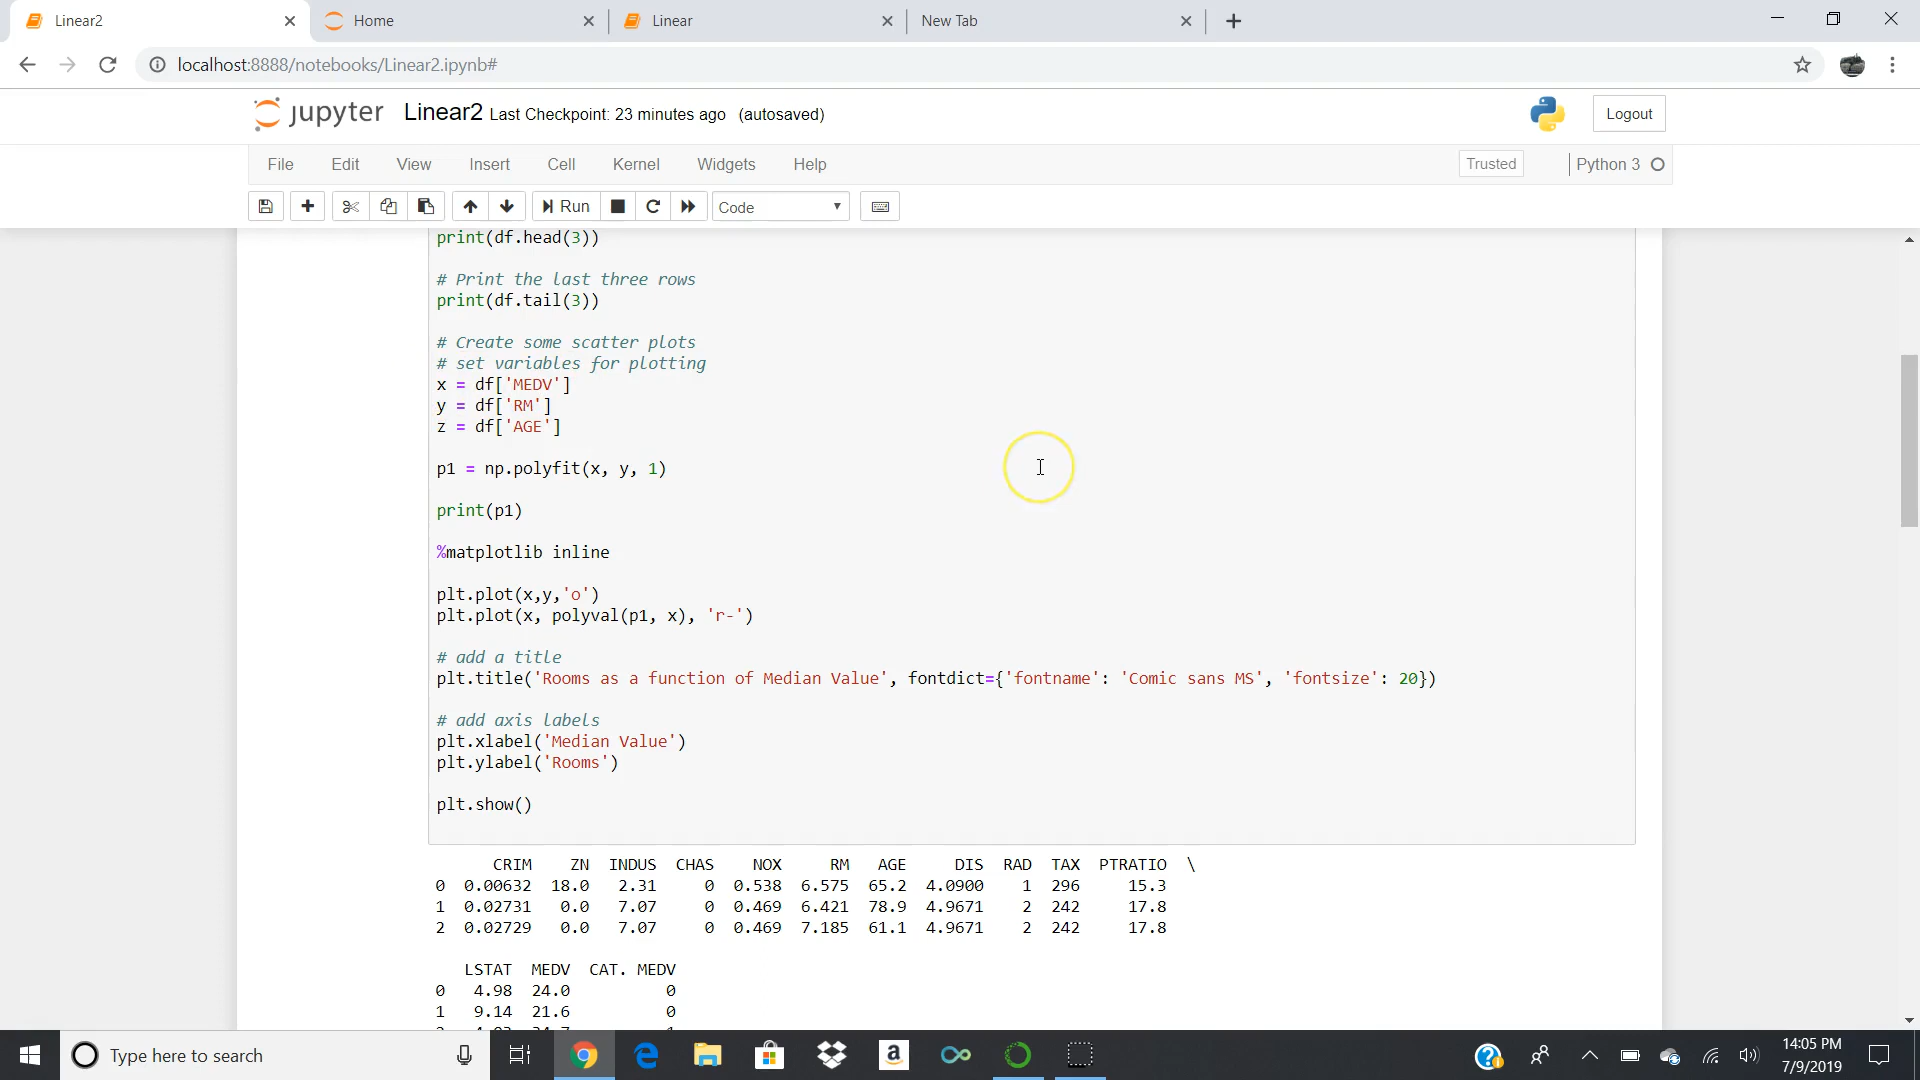 Linear2
Home
Linear
New Tab
localhost:8888/notebooks/Linear2.ipynb#
jupyter Linear2 Last Checkpoint: 23 minutes ago (autosaved)
Logout
File Edit View Insert Cell Kernel Widgets Help
Trusted Python 3
Run Code
print(df.head(3))
# Print the last three rows
print(df.tail(3))
# Create some scatter plots
# set variables for plotting
x = df['MEDV']
y = df['RM']
z = df['AGE']
p1 = np.polyfit(x, y, 1)
print(p1)
%matplotlib inline
plt.plot(x,y,'o')
plt.plot(x, polyval(p1, x), 'r-')
# add a title
plt.title('Rooms as a function of Median Value', fontdict={'fontname': 'Comic sans MS', 'fontsize': 20})
# add axis labels
plt.xlabel('Median Value')
plt.ylabel('Rooms')
plt.show()
CRIM ZN INDUS CHAS NOX RM AGE DIS RAD TAX PTRATIO \
0 0.00632 18.0 2.31 0 0.538 6.575 65.2 4.0900 1 296 15.3
1 0.02731 0.0 7.07 0 0.469 6.421 78.9 4.9671 2 242 17.8
2 0.02729 0.0 7.07 0 0.469 7.185 61.1 4.9671 2 242 17.8
LSTAT MEDV CAT. MEDV
0 4.98 24.0 0
1 9.14 21.6 0
Type here to search
14:05 PM
7/9/2019